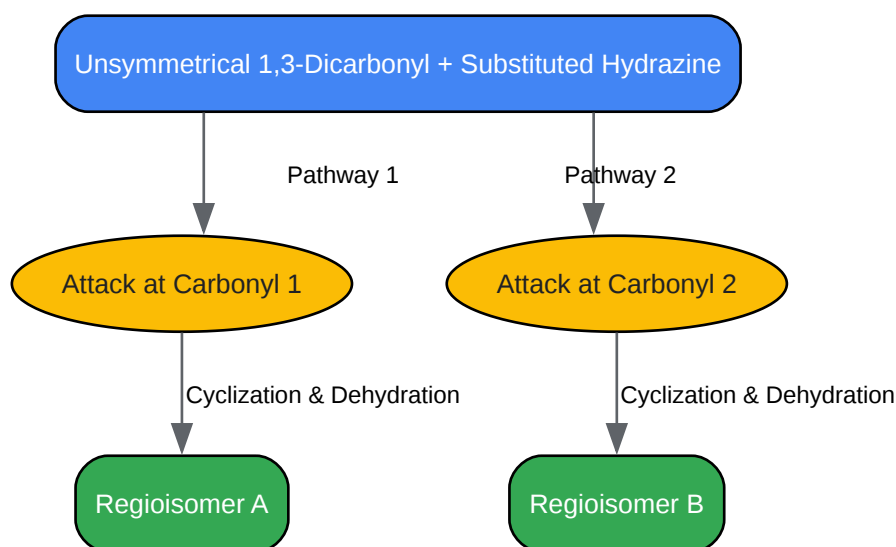 Unsymmetrical 1,3-Dicarbonyl + Substituted Hydrazine
Pathway 1
Pathway 2
Attack at Carbonyl 1
Attack at Carbonyl 2
Cyclization & Dehydration
Cyclization & Dehydration
Regioisomer A
Regioisomer B